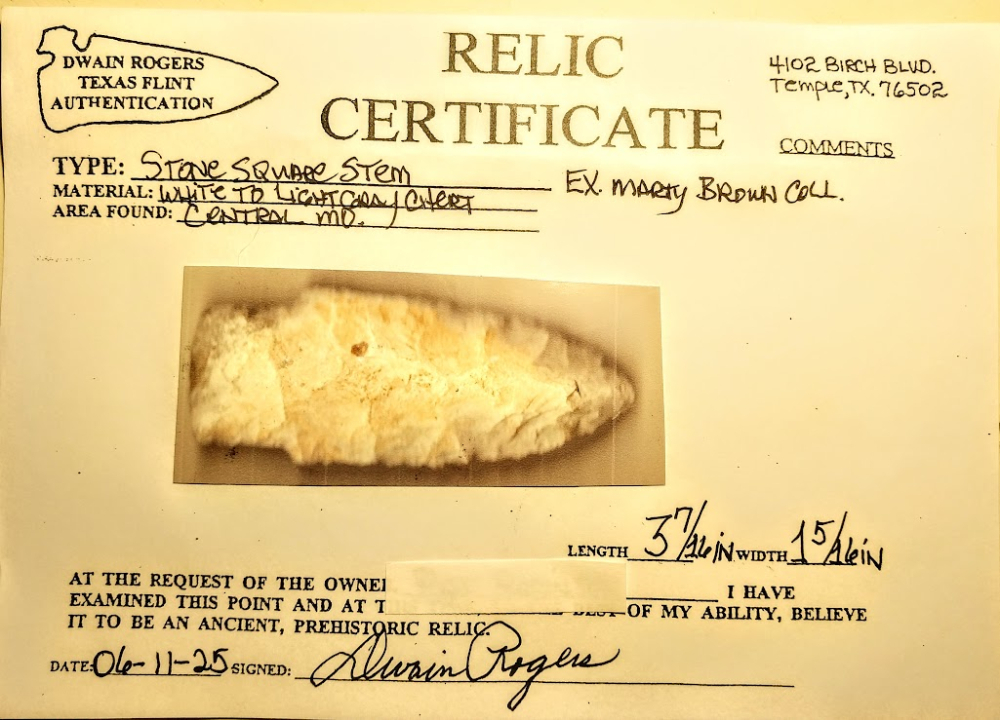 DWAIN ROGERS
TEXAS FLINT
AUTHENTICATION
RELIC
CERTIFICATE
4102 BIRCH BLVD.
Temple, TX. 76502
COMMENTS
TYPE: STONE SQUARE STEM
EX. MARTY BROWN COLL.
MATERIAL: WHITE TO LIGHT GRAY CHERT
AREA FOUND: CENTRAL MO.
LENGTH 3 7/16 IN WIDTH 1 5/16 IN
AT THE REQUEST OF THE OWNER I HAVE
EXAMINED THIS POINT AND AT T BEST OF MY ABILITY, BELIEVE
IT TO BE AN ANCIENT, PREHISTORIC RELIC.
DATE: 06-11-25 SIGNED: Dwain Rogers